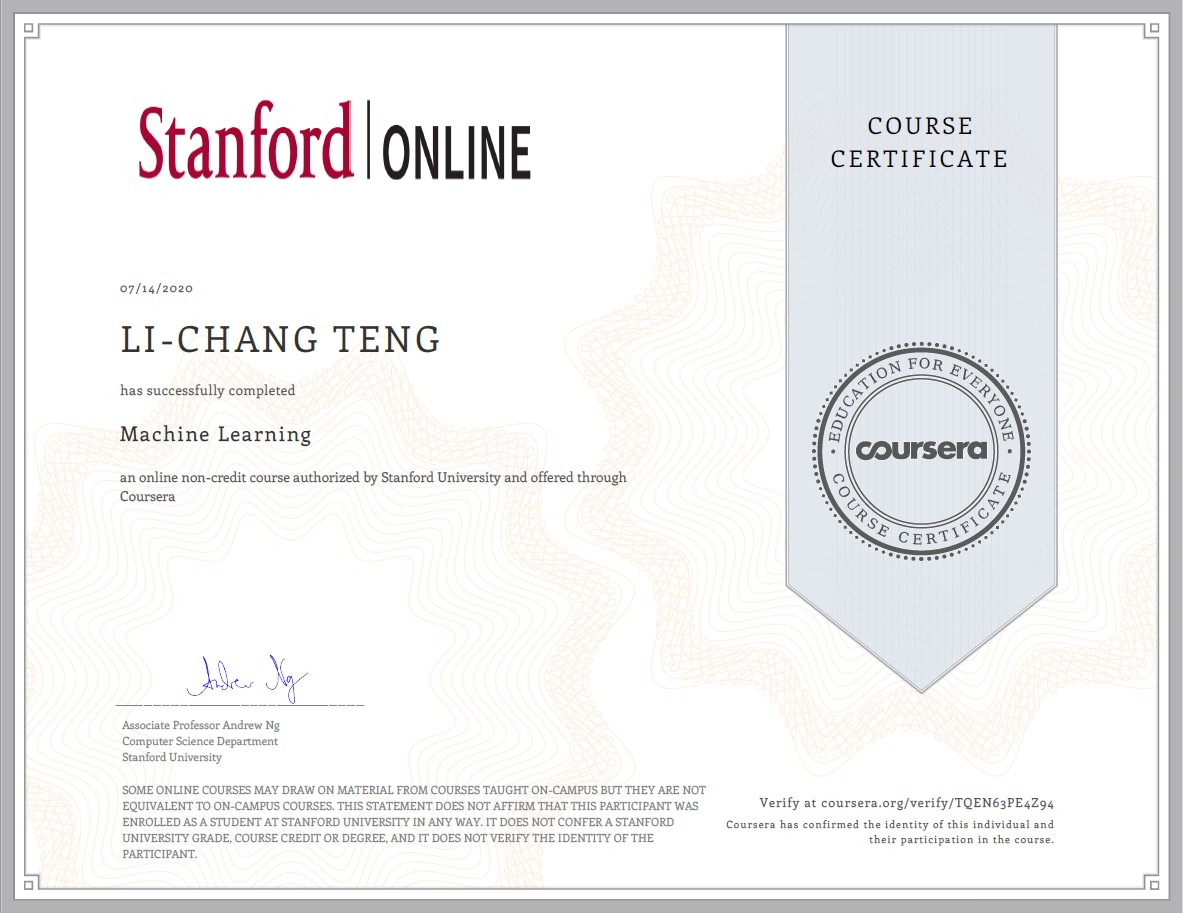 Stanford | ONLINE
COURSE
CERTIFICATE
07/14/2020
LI-CHANG TENG
has successfully completed
Machine Learning
an online non-credit course authorized by Stanford University and offered through
Coursera
EDUCATION FOR EVERYONE
coursera
COURSE CERTIFICATE
Andrew Ng
Associate Professor Andrew Ng
Computer Science Department
Stanford University
SOME ONLINE COURSES MAY DRAW ON MATERIAL FROM COURSES TAUGHT ON-CAMPUS BUT THEY ARE NOT
EQUIVALENT TO ON-CAMPUS COURSES. THIS STATEMENT DOES NOT AFFIRM THAT THIS PARTICIPANT WAS
ENROLLED AS A STUDENT AT STANFORD UNIVERSITY IN ANY WAY. IT DOES NOT CONFER A STANFORD
UNIVERSITY GRADE, COURSE CREDIT OR DEGREE, AND IT DOES NOT VERIFY THE IDENTITY OF THE
PARTICIPANT.
Verify at coursera.org/verify/TQEN63PE4Z94
Coursera has confirmed the identity of this individual and
their participation in the course.